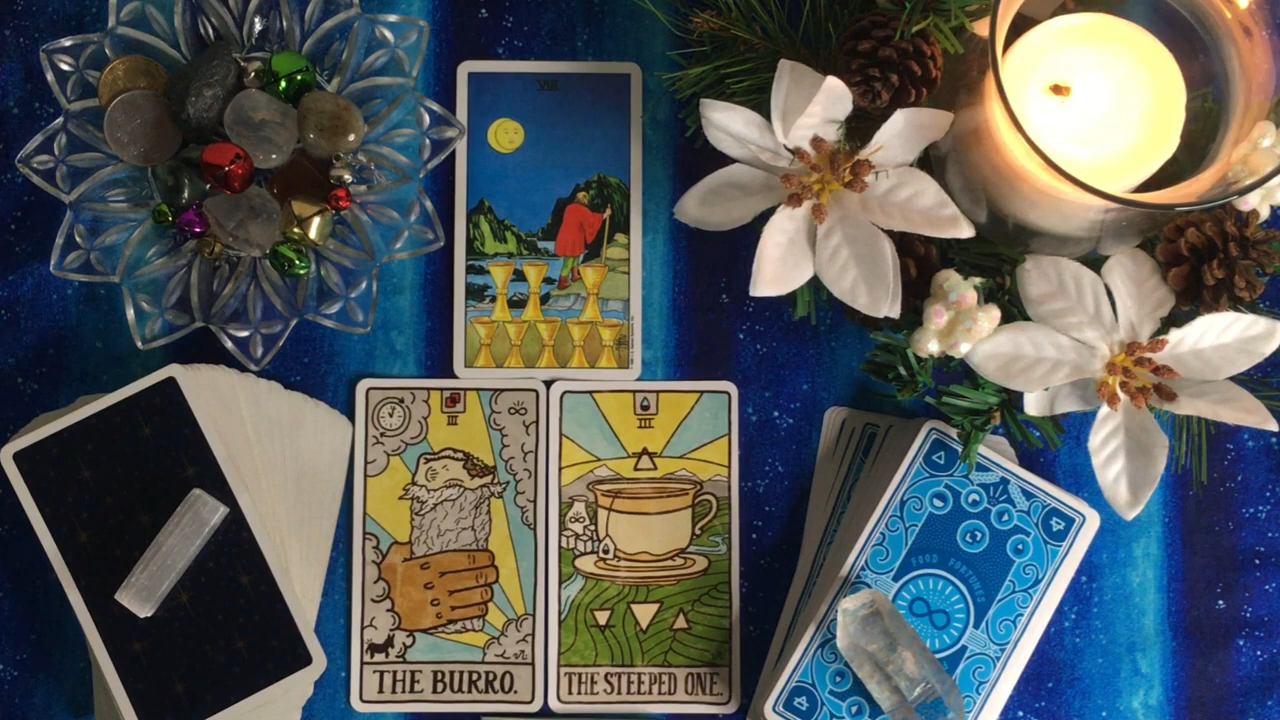 VIII
III
THE BURRO.
III
THE STEEPED ONE.
FOOD FORTUNES